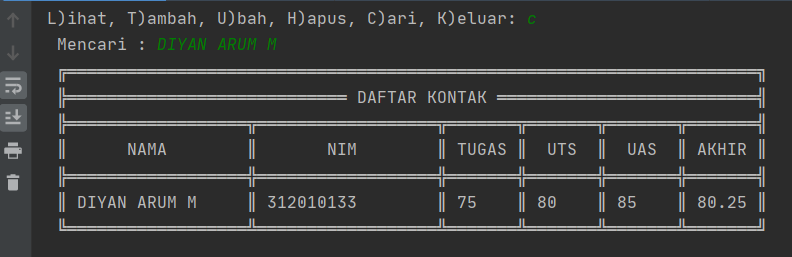 L)ihat, T)ambah, U)bah, H)apus, C)ari, K)eluar: c
Mencari : DIYAN ARUM M
DAFTAR KONTAK
NAMA NIM TUGAS UTS UAS AKHIR
DIYAN ARUM M 312010133 75 80 85 80.25